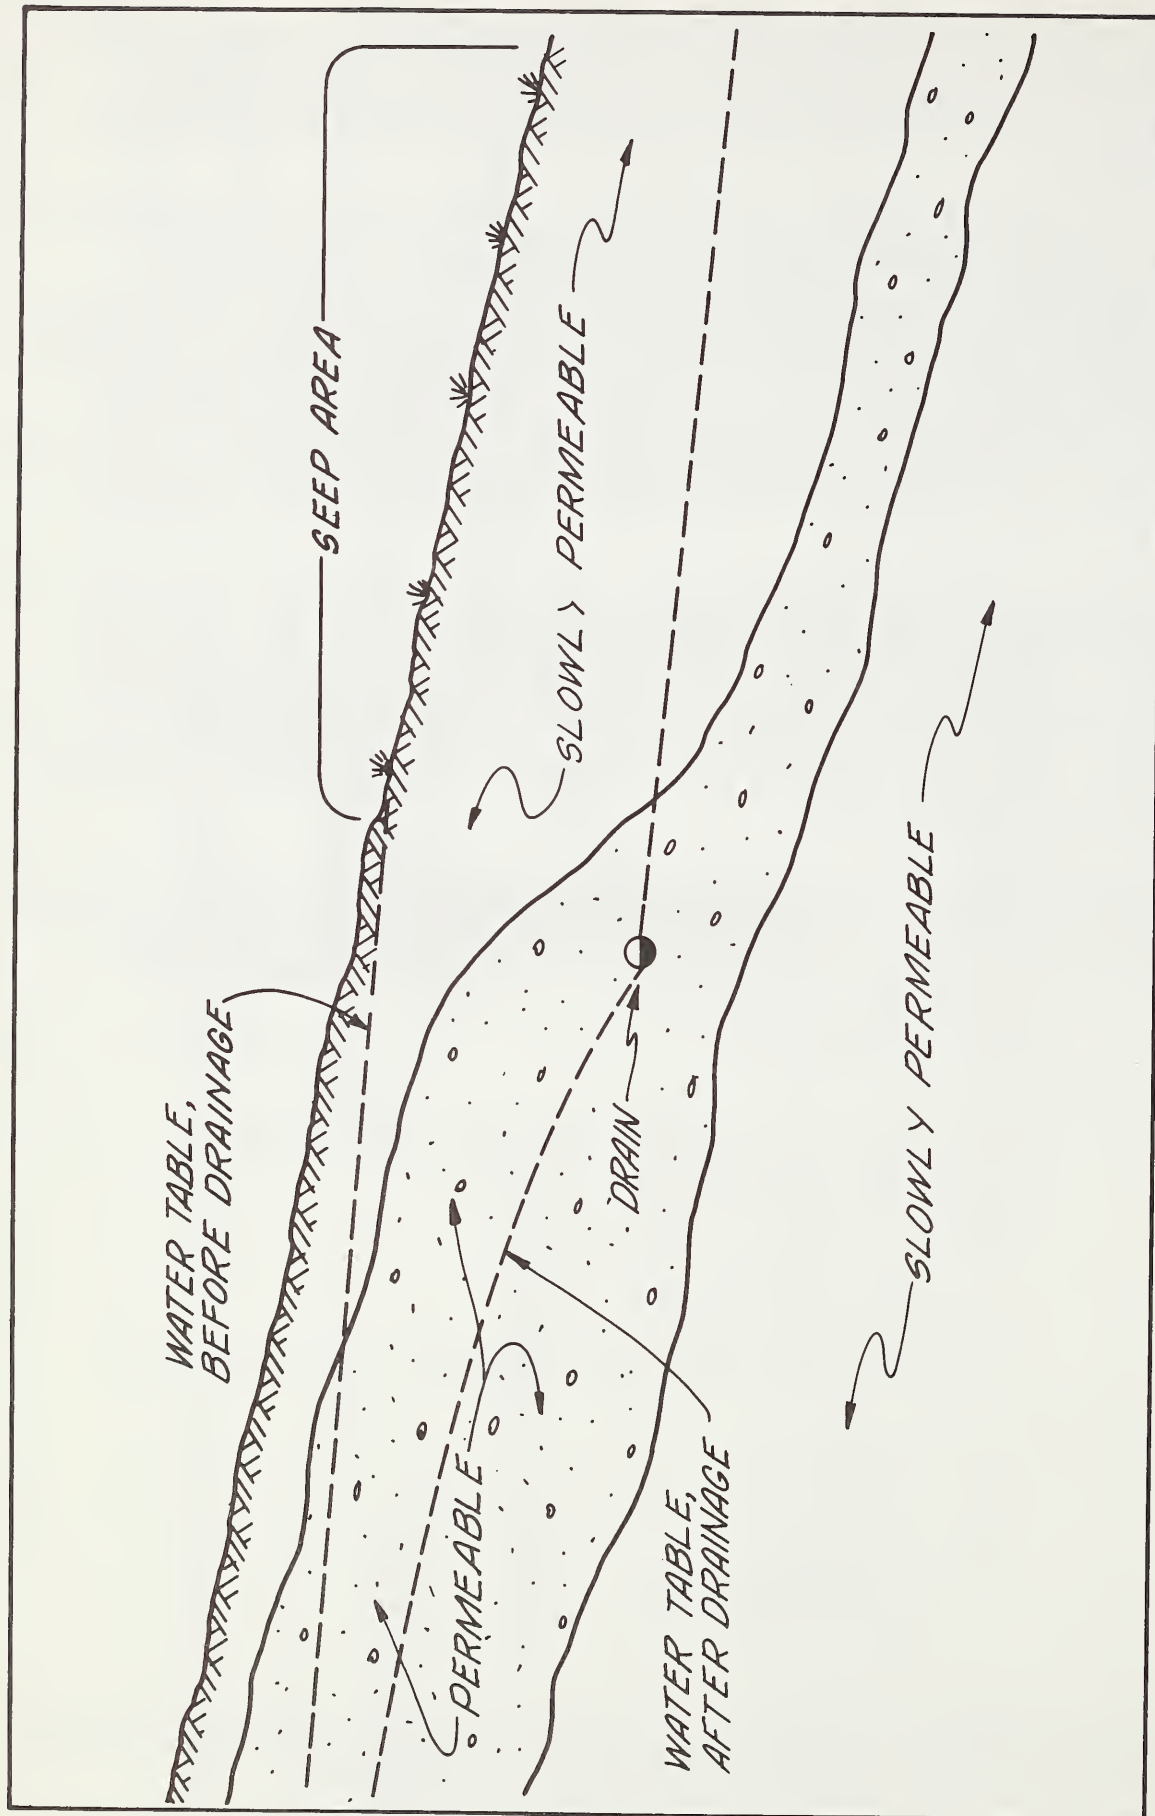 WATER TABLE,
BEFORE DRAINAGE
SEEP AREA
SLOWLY PERMEABLE
PERMEABLE
DRAIN
WATER TABLE,
AFTER DRAINAGE
SLOWLY PERMEABLE